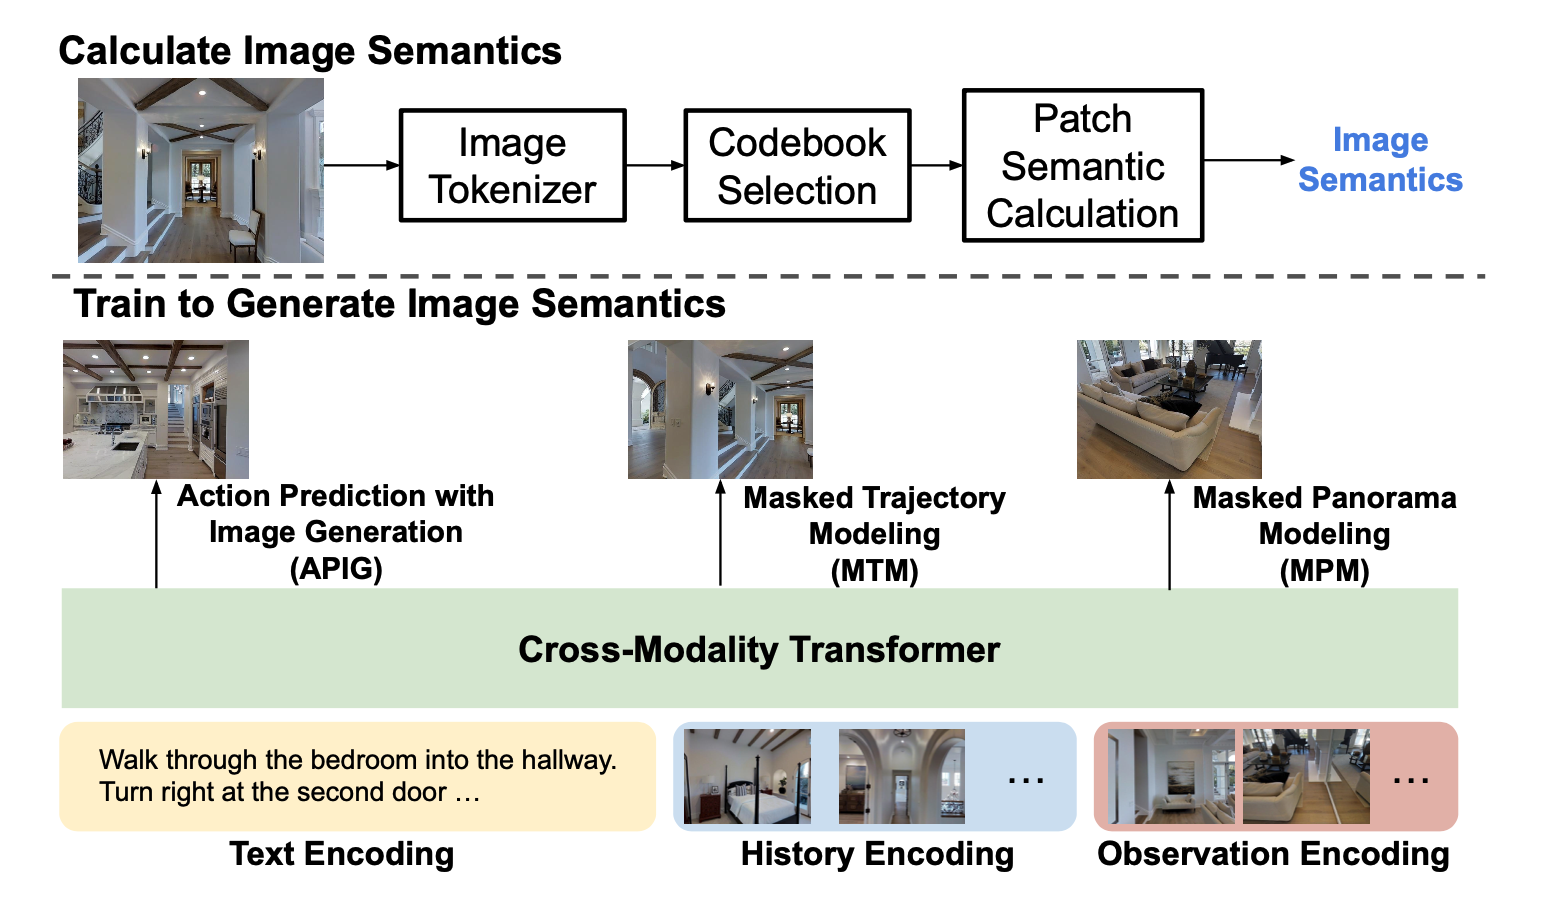 Calculate Image Semantics
Image
Tokenizer
Codebook
Selection
Patch
Semantic
Calculation
Image
Semantics
Train to Generate Image Semantics
Action Prediction with
Image Generation
(APIG)
Masked Trajectory
Modeling
(MTM)
Masked Panorama
Modeling
(MPM)
Cross-Modality Transformer
Walk through the bedroom into the hallway.
Turn right at the second door ...
...
...
Text Encoding
History Encoding
Observation Encoding